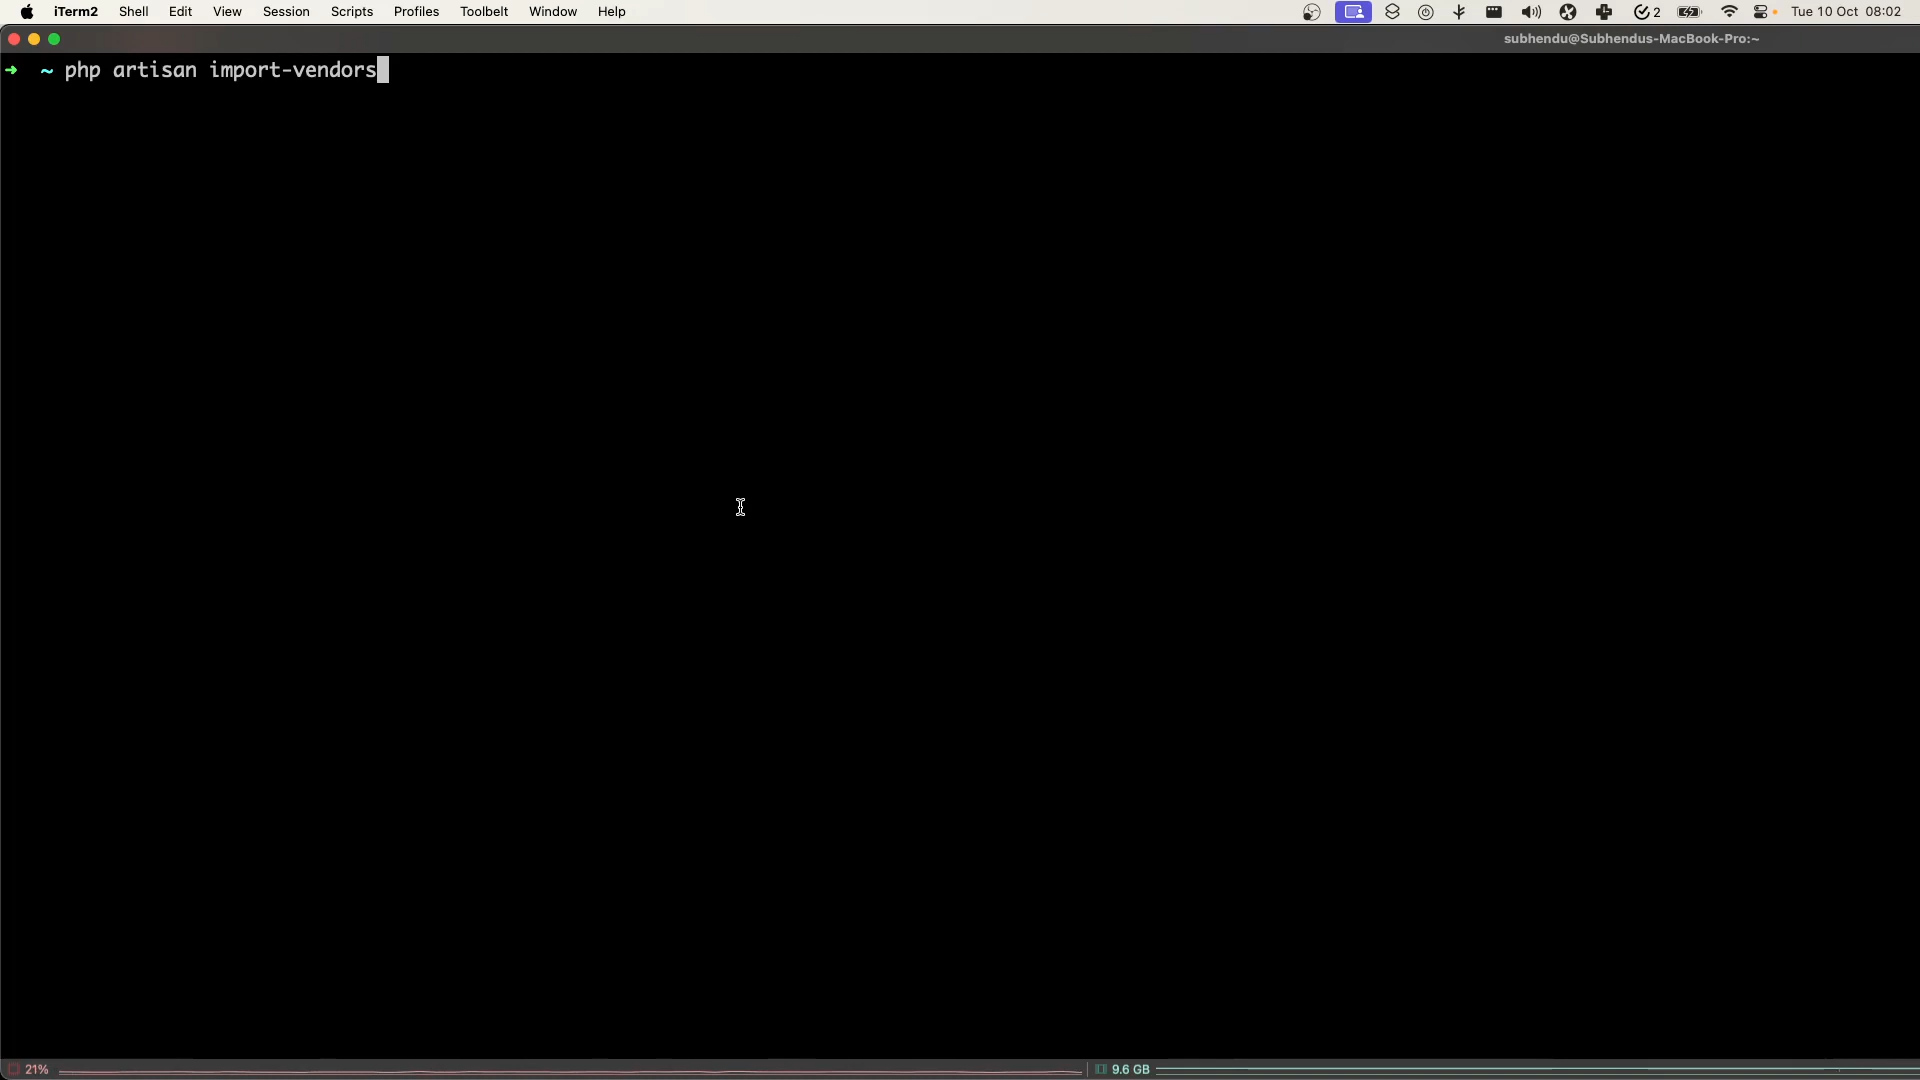 iTerm2 Shell Edit View Session Scripts Profiles Toolbelt Window Help 2 Tue 10 Oct 08:02
subhendu@Subhendus-MacBook-Pro:~
➜ ~ php artisan import-vendors
21% 9.6 GB